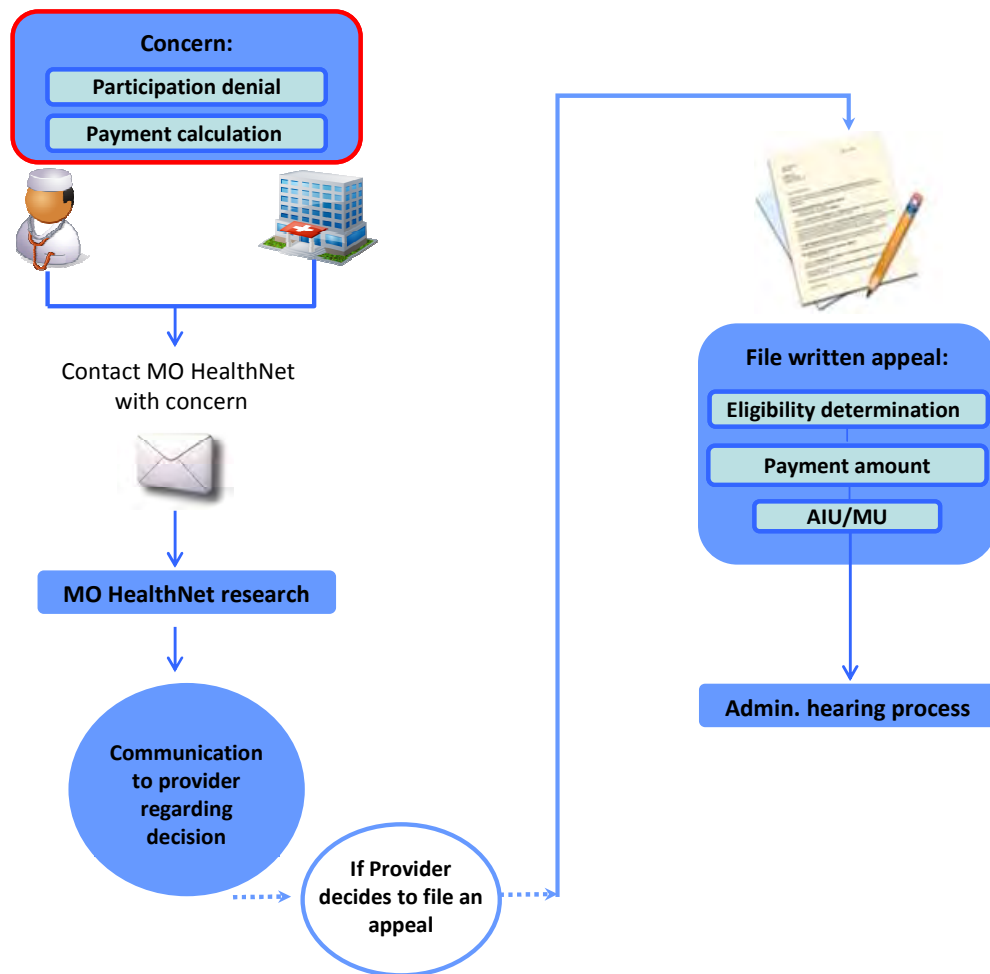 Concern:
Participation denial
Payment calculation
Contact MO HealthNet
with concern
MO HealthNet research
Communication
to provider
regarding
decision
If Provider
decides to file an
appeal
File written appeal:
Eligibility determination
Payment amount
AIU/MU
Admin. hearing process